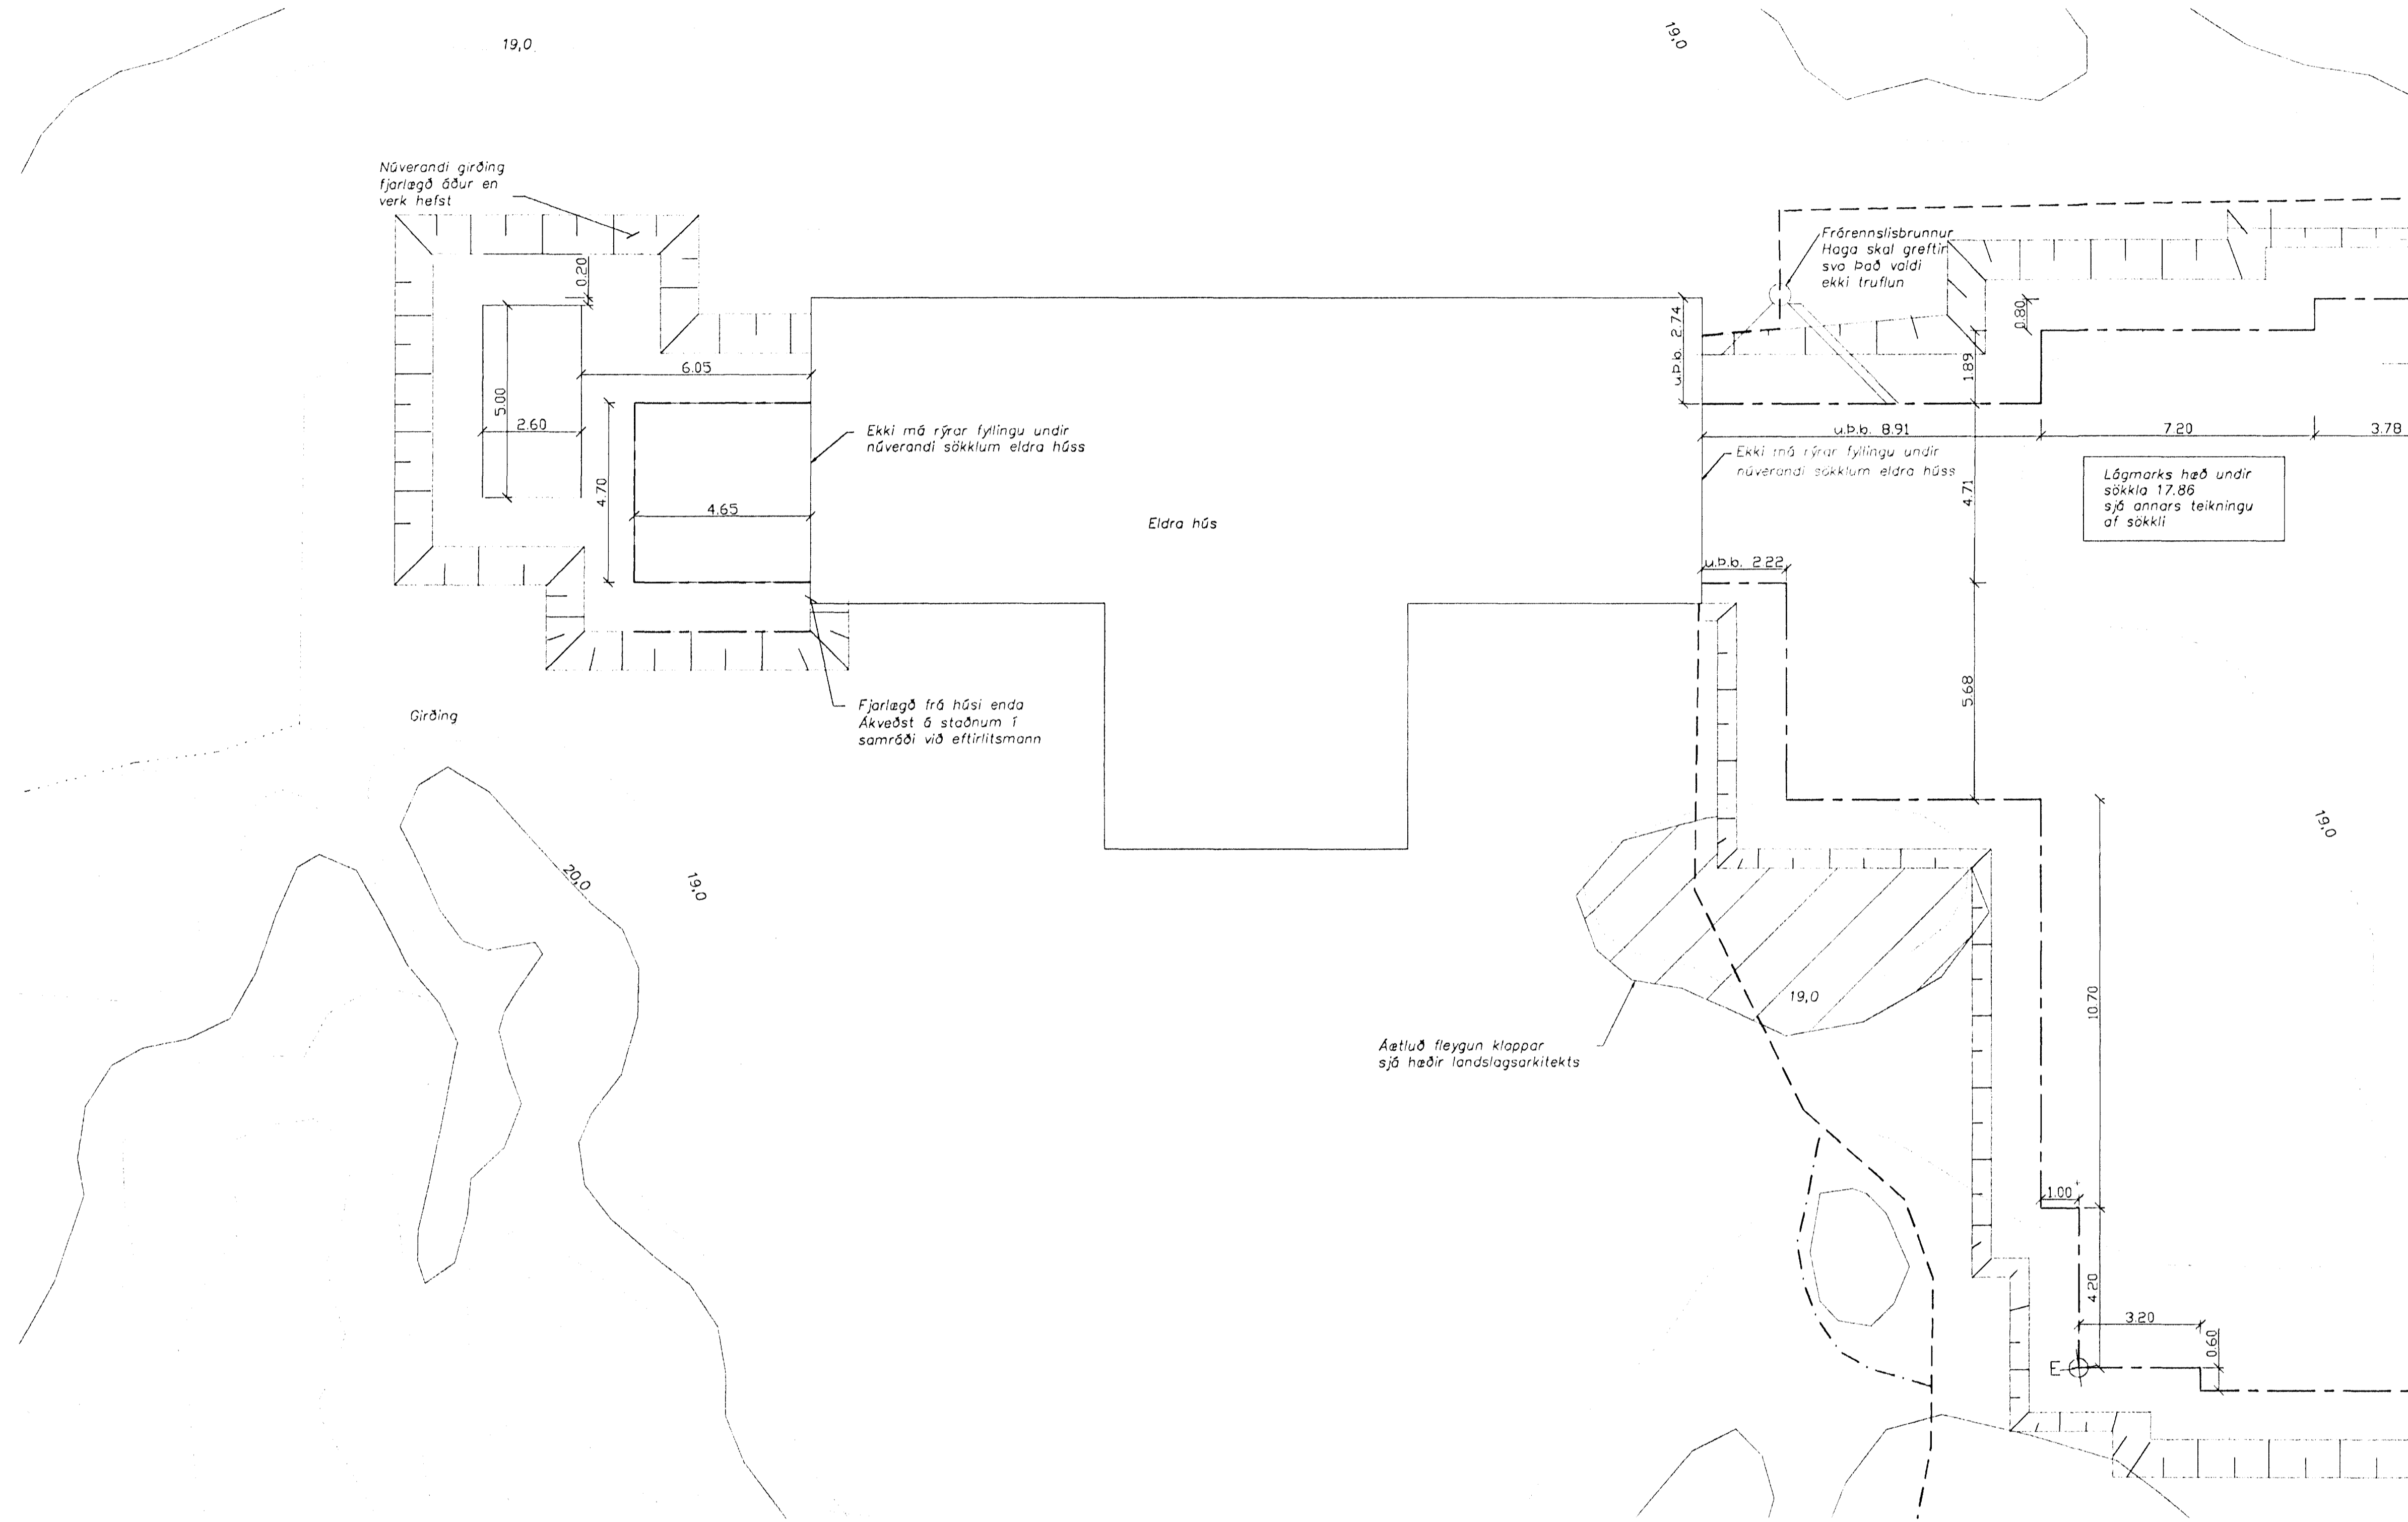 19,0
19,0
Núverandi girðing
fjarlægð áður en
verk hefst
Frárennslisbrunnur
Haga skal greftir
svo það valdi
ekki truflun
0.20
u.þ.b. 2.74
0.80
1.89
6.05
5.00
2.60
u.þ.b. 8.91
7.20
3.78
Ekki má rýrar fyllingu undir
núverandi sökklum eldra húss
Ekki má rýrar fyllingu undir
núverandi sökklum eldra húss
4.70
4.71
Lágmarks hæð undir
sökkla 17.86
sjá annars teikningu
af sökkli
4.65
Eldra hús
u.þ.b. 2.22
5.68
Fjarlægð frá húsi enda
Ákveðst á staðnum í
samráði við eftirlitsmann
Girðing
19,0
20,0
19,0
19,0
10.70
Áætluð fleygun klappar
sjá hæðir landslagsarkitekts
1.00
4.20
3.20
0.60
E